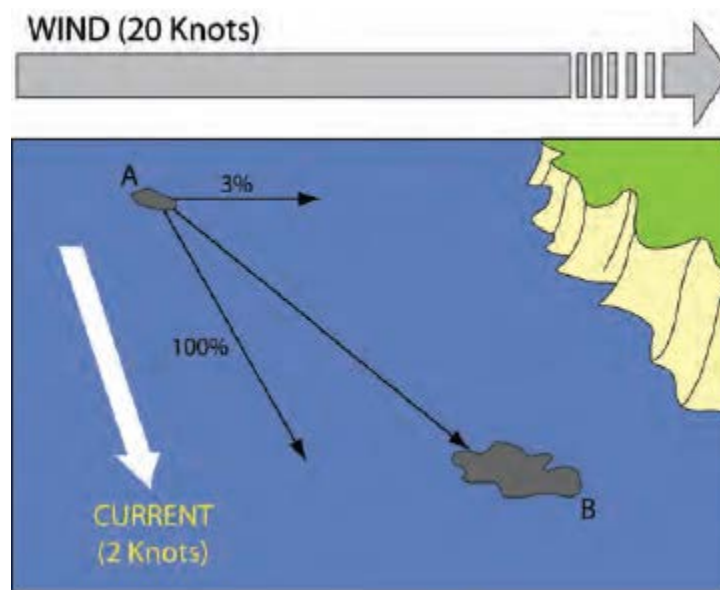 WIND (20 Knots)
A
3%
100%
CURRENT
(2 Knots)
B